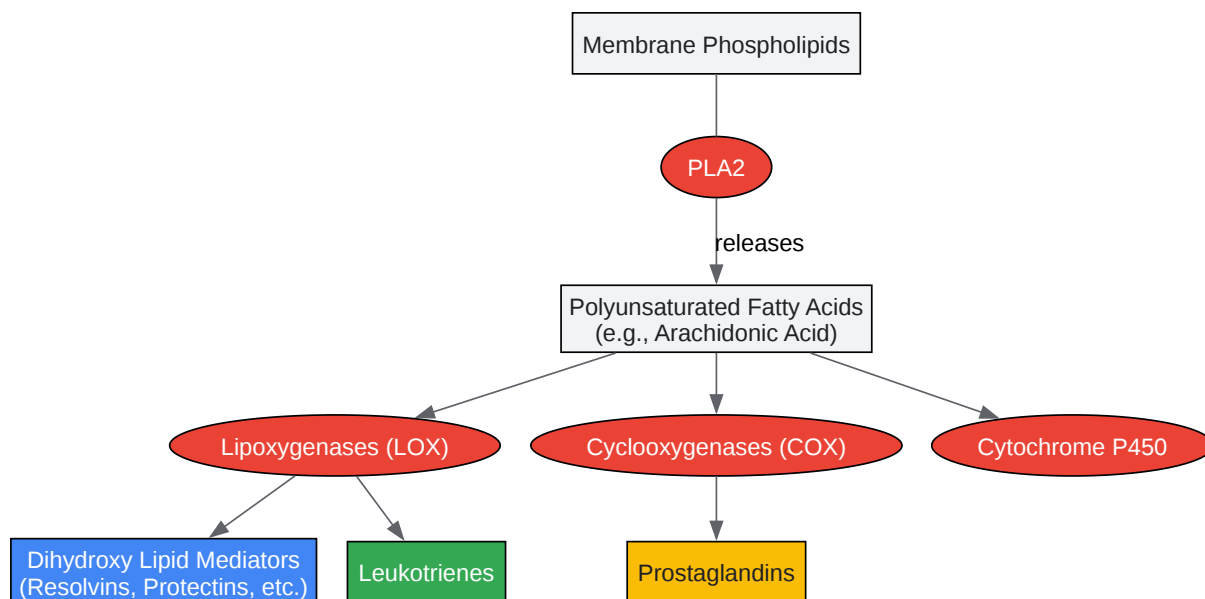 Membrane Phospholipids
PLA2
releases
Polyunsaturated Fatty Acids
(e.g., Arachidonic Acid)
Lipoxygenases (LOX)
Cyclooxygenases (COX)
Cytochrome P450
Dihydroxy Lipid Mediators
(Resolvins, Protectins, etc.)
Leukotrienes
Prostaglandins